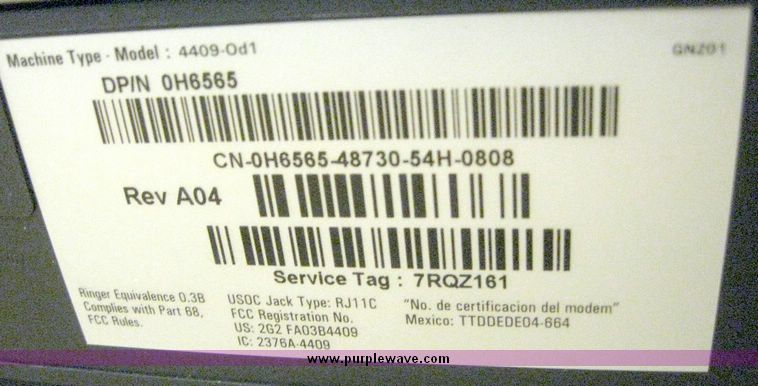 Machine Type - Model : 4409-0d1
GNZ01
DP/N 0H6565
CN-0H6565-48730-54H-0808
Rev A04
Service Tag : 7RQZ161
Ringer Equivalence 0.3B
Complies with Part 68,
FCC Rules.
USOC Jack Type: RJ11C
FCC Registration No.
US: 2G2 FA03B4409
IC: 2376A-4409
"No. de certificacion del modem"
Mexico: TTDDEDE04-664
www.purplewave.com